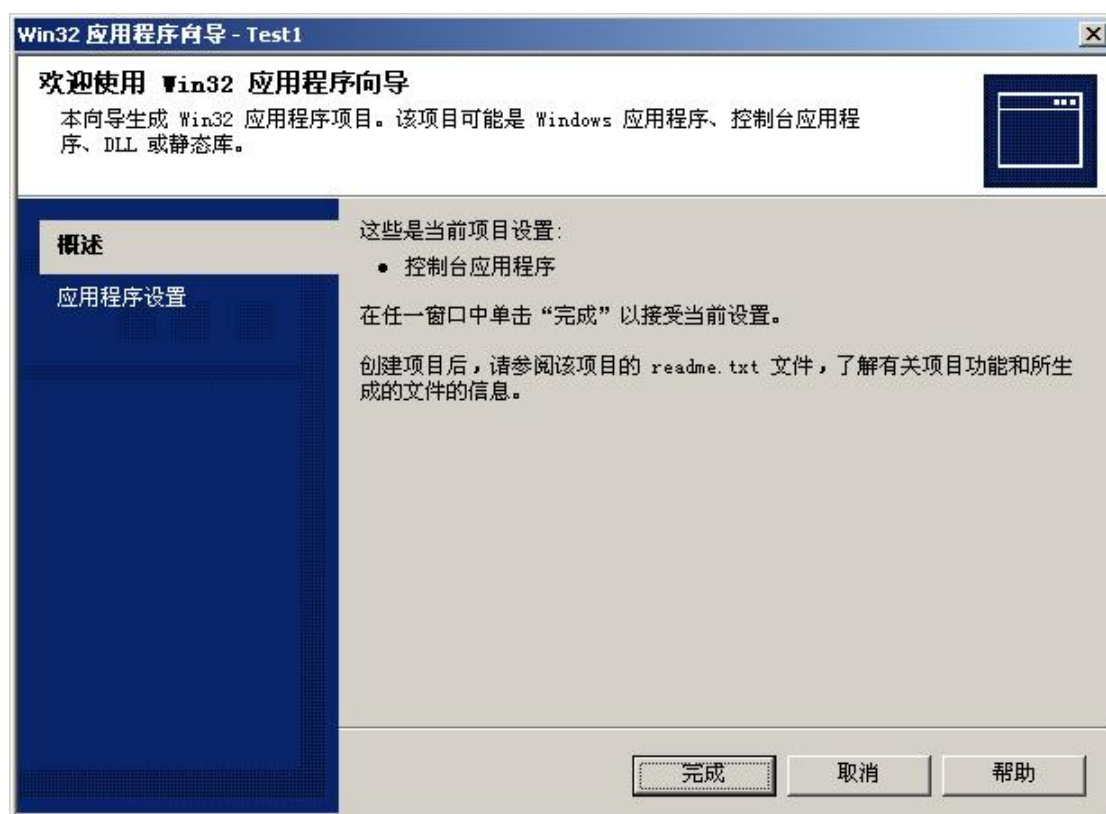 Win32 应用程序向导 - Test1
欢迎使用 Win32 应用程序向导
本向导生成 Win32 应用程序项目。该项目可能是 Windows 应用程序、控制台应用程
序、DLL 或静态库。
概述
应用程序设置
这些是当前项目设置:
● 控制台应用程序
在任一窗口中单击“完成”以接受当前设置。
创建项目后，请参阅该项目的 readme.txt 文件，了解有关项目功能和所生
成的文件的信息。
完成 取消 帮助